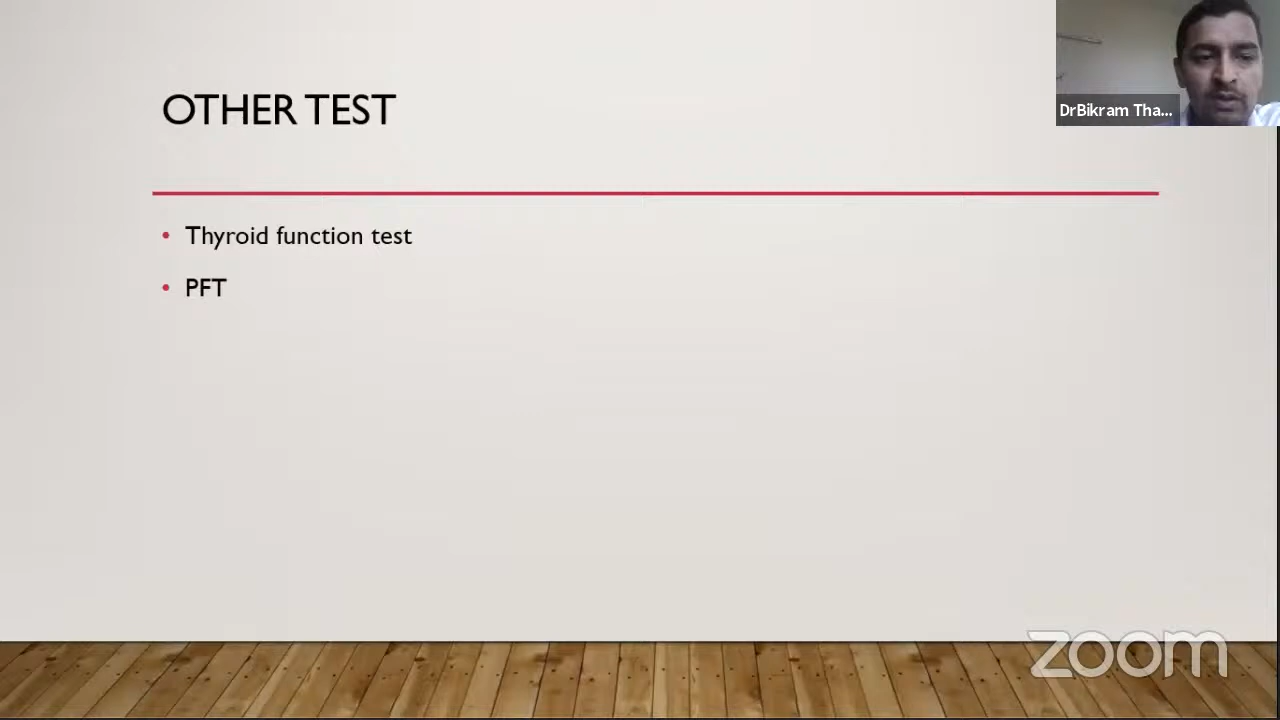 OTHER TEST
DrBikram Tha...
Thyroid function test
PFT
zoom